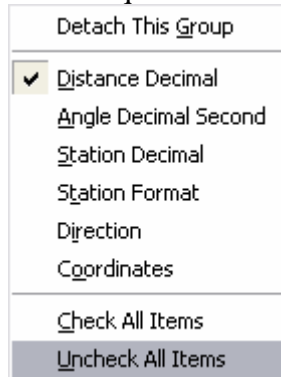 Detach This Group
Distance Decimal
Angle Decimal Second
Station Decimal
Station Format
Direction
Coordinates
Check All Items
Uncheck All Items